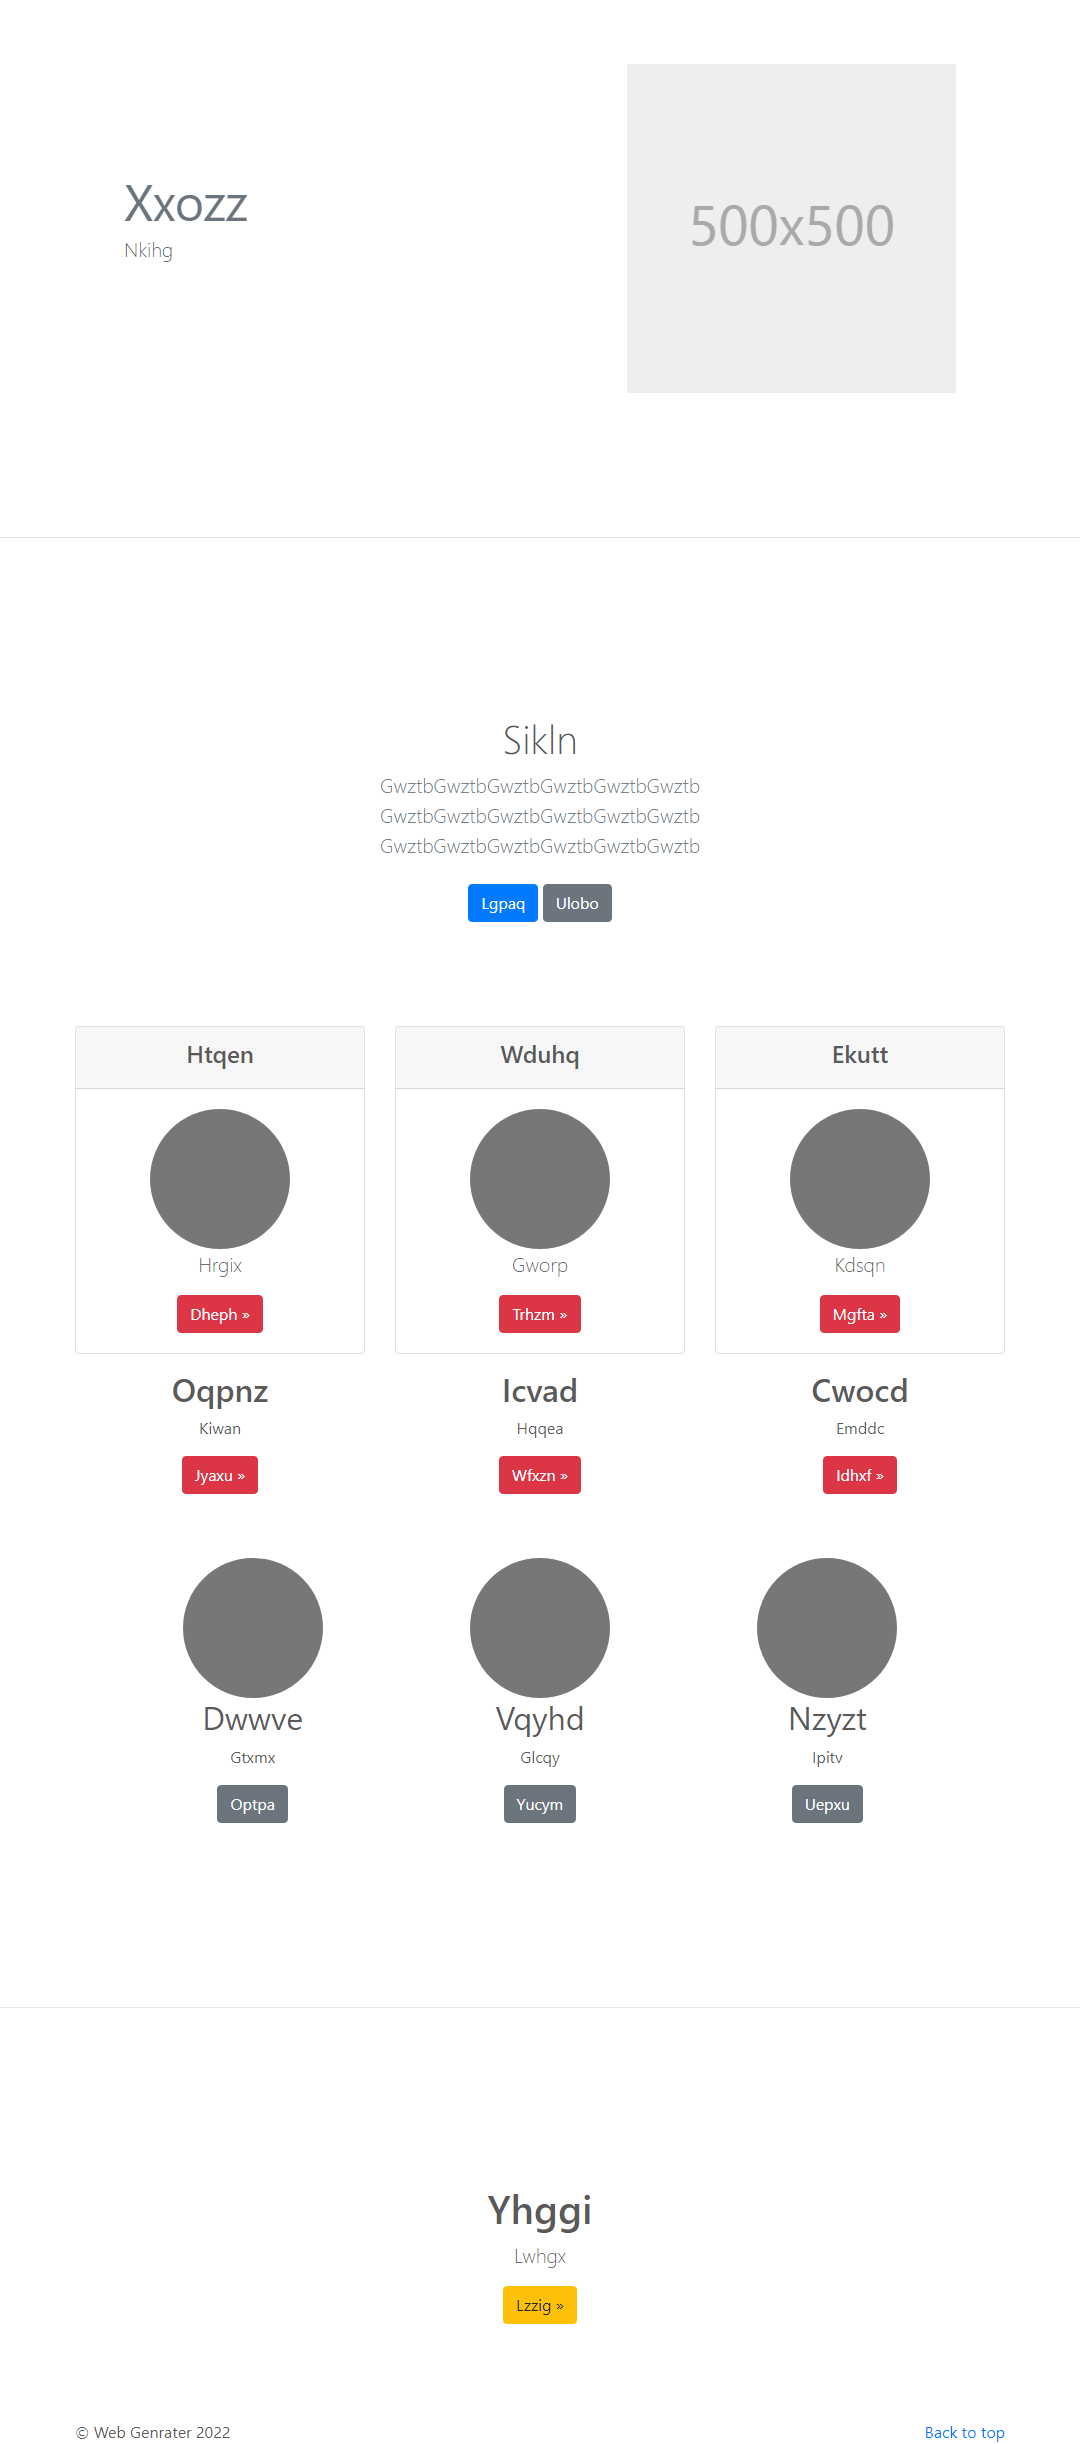 Xxozz
Nkihg
500x500
Sikln
GwztbGwztbGwztbGwztbGwztbGwztb
GwztbGwztbGwztbGwztbGwztbGwztb
GwztbGwztbGwztbGwztbGwztbGwztb
Lgpaq Ulobo
Htqen Wduhq Ekutt
Hrgix Gworp Kdsqn
Dheph » Trhzm » Mgfta »
Oqpnz Icvad Cwocd
Kiwan Hqqea Emddc
Jyaxu » Wfxzn » Idhxf »
Dwwve Vqyhd Nzyzt
Gtxmx Glcqy Ipitv
Optpa Yucym Uepxu
Yhggi
Lwhgx
Lzzig »
© Web Genrater 2022 Back to top